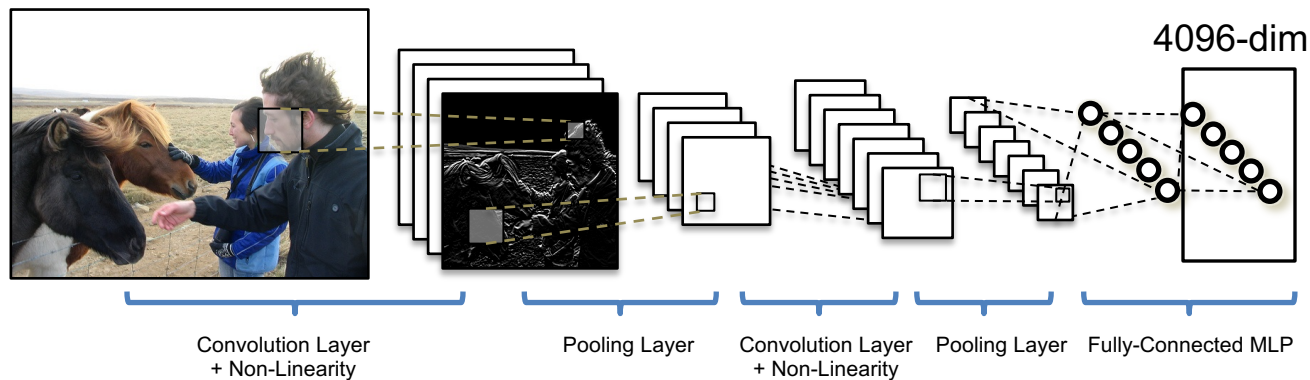 4096-dim
Convolution Layer
+ Non-Linearity
Pooling Layer
Convolution Layer
+ Non-Linearity
Pooling Layer
Fully-Connected MLP